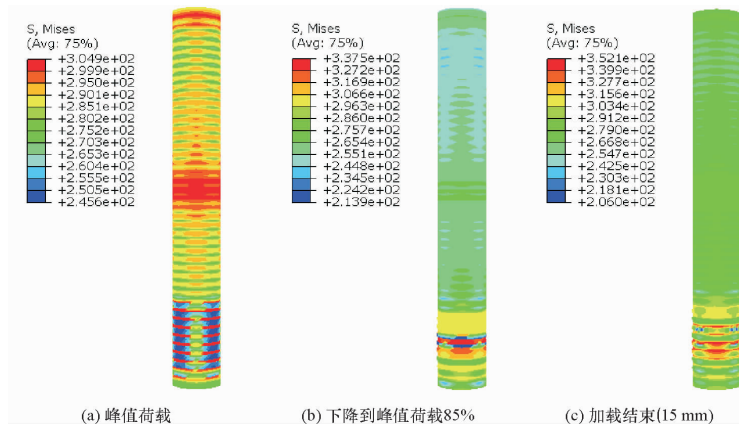 S, Mises
(Avg: 75%)
+3.049e+02
+2.999e+02
+2.950e+02
+2.901e+02
+2.851e+02
+2.802e+02
+2.752e+02
+2.703e+02
+2.653e+02
+2.604e+02
+2.555e+02
+2.505e+02
+2.456e+02
(a) 峰值荷载
S, Mises
(Avg: 75%)
+3.375e+02
+3.272e+02
+3.169e+02
+3.066e+02
+2.963e+02
+2.860e+02
+2.757e+02
+2.654e+02
+2.551e+02
+2.448e+02
+2.345e+02
+2.242e+02
+2.139e+02
(b) 下降到峰值荷载85%
S, Mises
(Avg: 75%)
+3.521e+02
+3.399e+02
+3.277e+02
+3.156e+02
+3.034e+02
+2.912e+02
+2.790e+02
+2.668e+02
+2.547e+02
+2.425e+02
+2.303e+02
+2.181e+02
+2.060e+02
(c) 加载结束(15 mm)